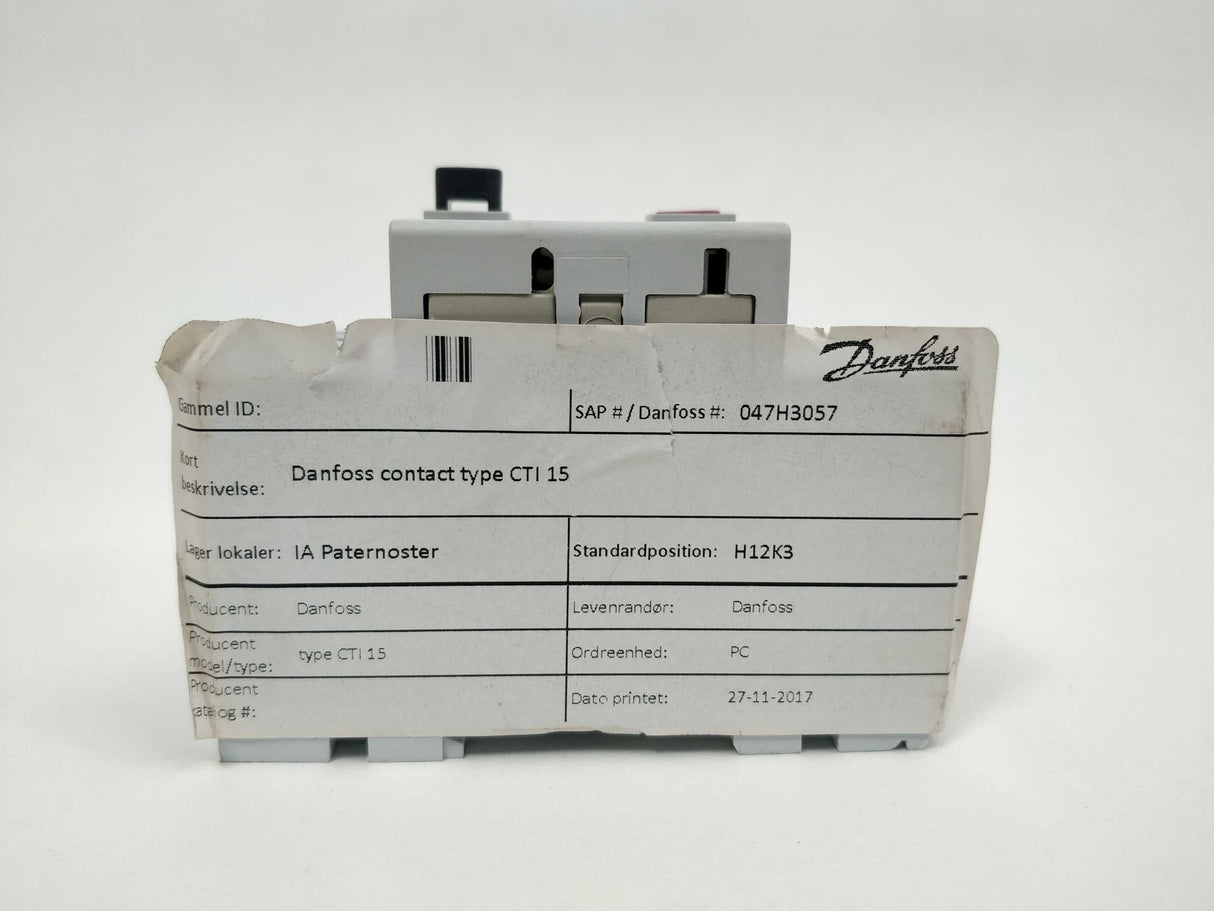 Danfoss
Gammel ID:
SAP # / Danfoss #: 047H3057
Kort
beskrivelse:
Danfoss contact type CTI 15
Lager lokaler: IA Paternoster
Standardposition: H12K3
Producent: Danfoss
Levenrandør: Danfoss
Producent
model/type:
type CTI 15
Ordreenhed: PC
Producent
katalog #:
Dato printet: 27-11-2017